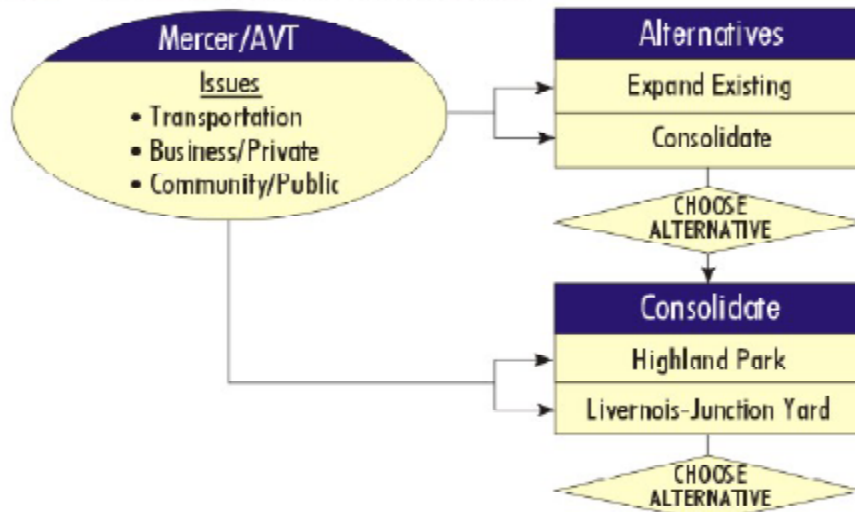 Mercer/AVT
Issues
• Transportation
• Business/Private
• Community/Public
Alternatives
Expand Existing
Consolidate
CHOOSE
ALTERNATIVE
Consolidate
Highland Park
Livernois-Junction Yard
CHOOSE
ALTERNATIVE